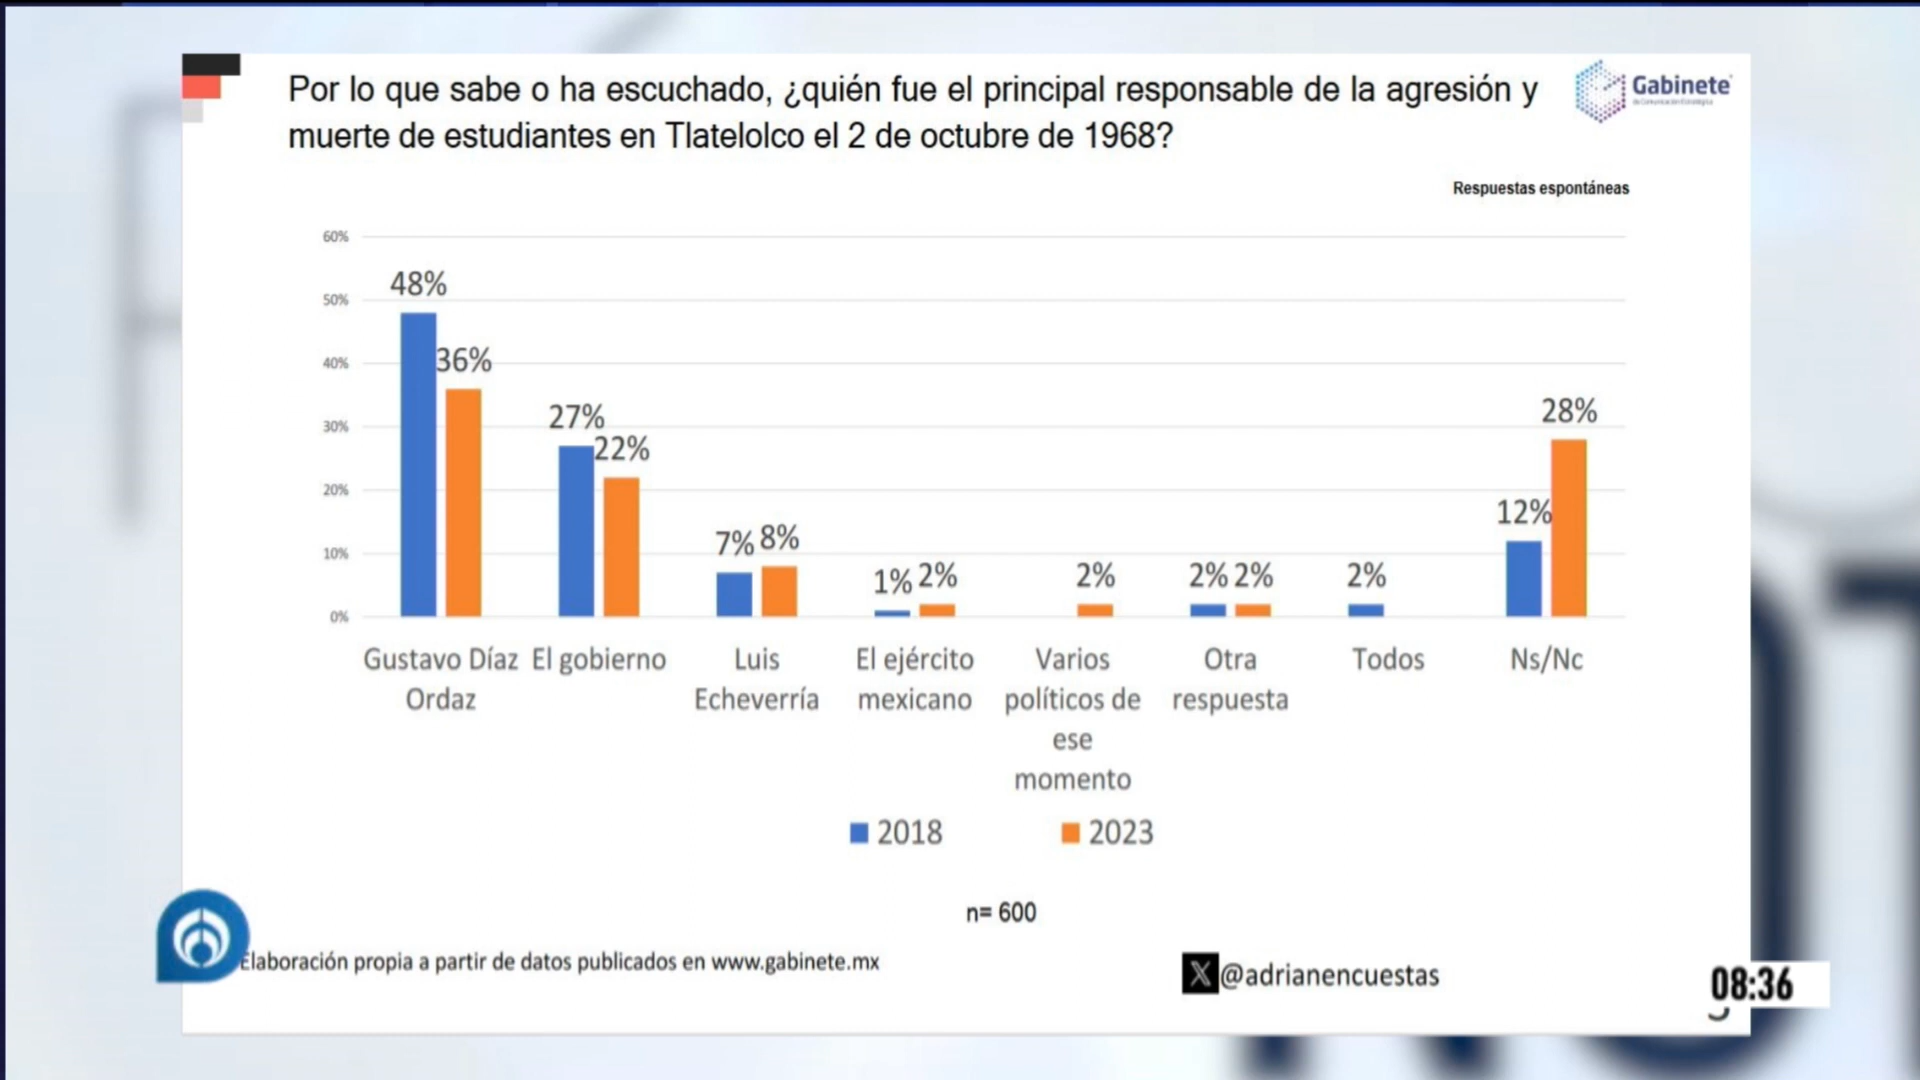 Por lo que sabe o ha escuchado, ¿quién fue el principal responsable de la agresión y
muerte de estudiantes en Tlatelolco el 2 de octubre de 1968?
Gabinete
Respuestas espontáneas
60%
50%
40%
30%
20%
10%
0%
48%
36%
27%
22%
7%
8%
1%
2%
2%
2%
2%
2%
12%
28%
Gustavo Díaz
Ordaz
El gobierno
Luis
Echeverría
El ejército
mexicano
Varios
políticos de
ese
momento
Otra
respuesta
Todos
Ns/Nc
2018
2023
n= 600
Elaboración propia a partir de datos publicados en www.gabinete.mx
X @adrianencuestas
08:36